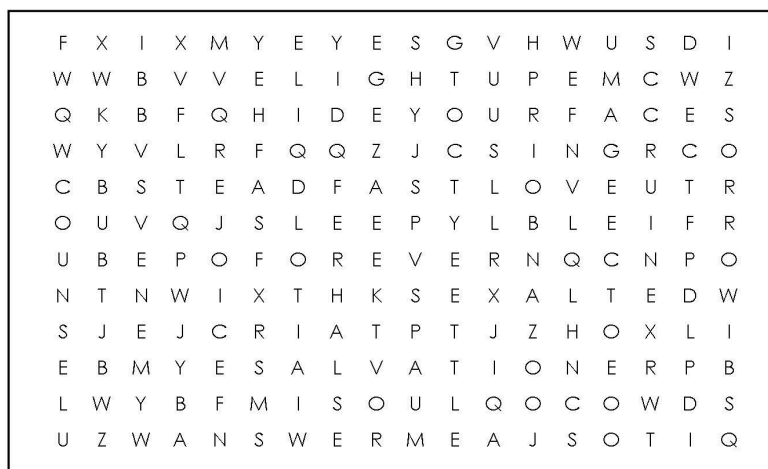 F X I X M Y E Y E S G V H W U S D I
W W B V V E L I G H T U P E M C W Z
Q K B F Q H I D E Y O U R F A C E S
W Y V L R F Q Q Z J C S I N G R C O
C B S T E A D F A S T L O V E U T R
O U V Q J S L E E P Y L B L E I F R
U B E P O F O R E V E R N Q C N P O
N T N W I X T H K S E X A L T E D W
S J E J C R I A T P T J Z H O X L I
E B M Y E S A L V A T I O N E R P B
L W Y B F M I S O U L Q O C O W D S
U Z W A N S W E R M E A J S O T I Q